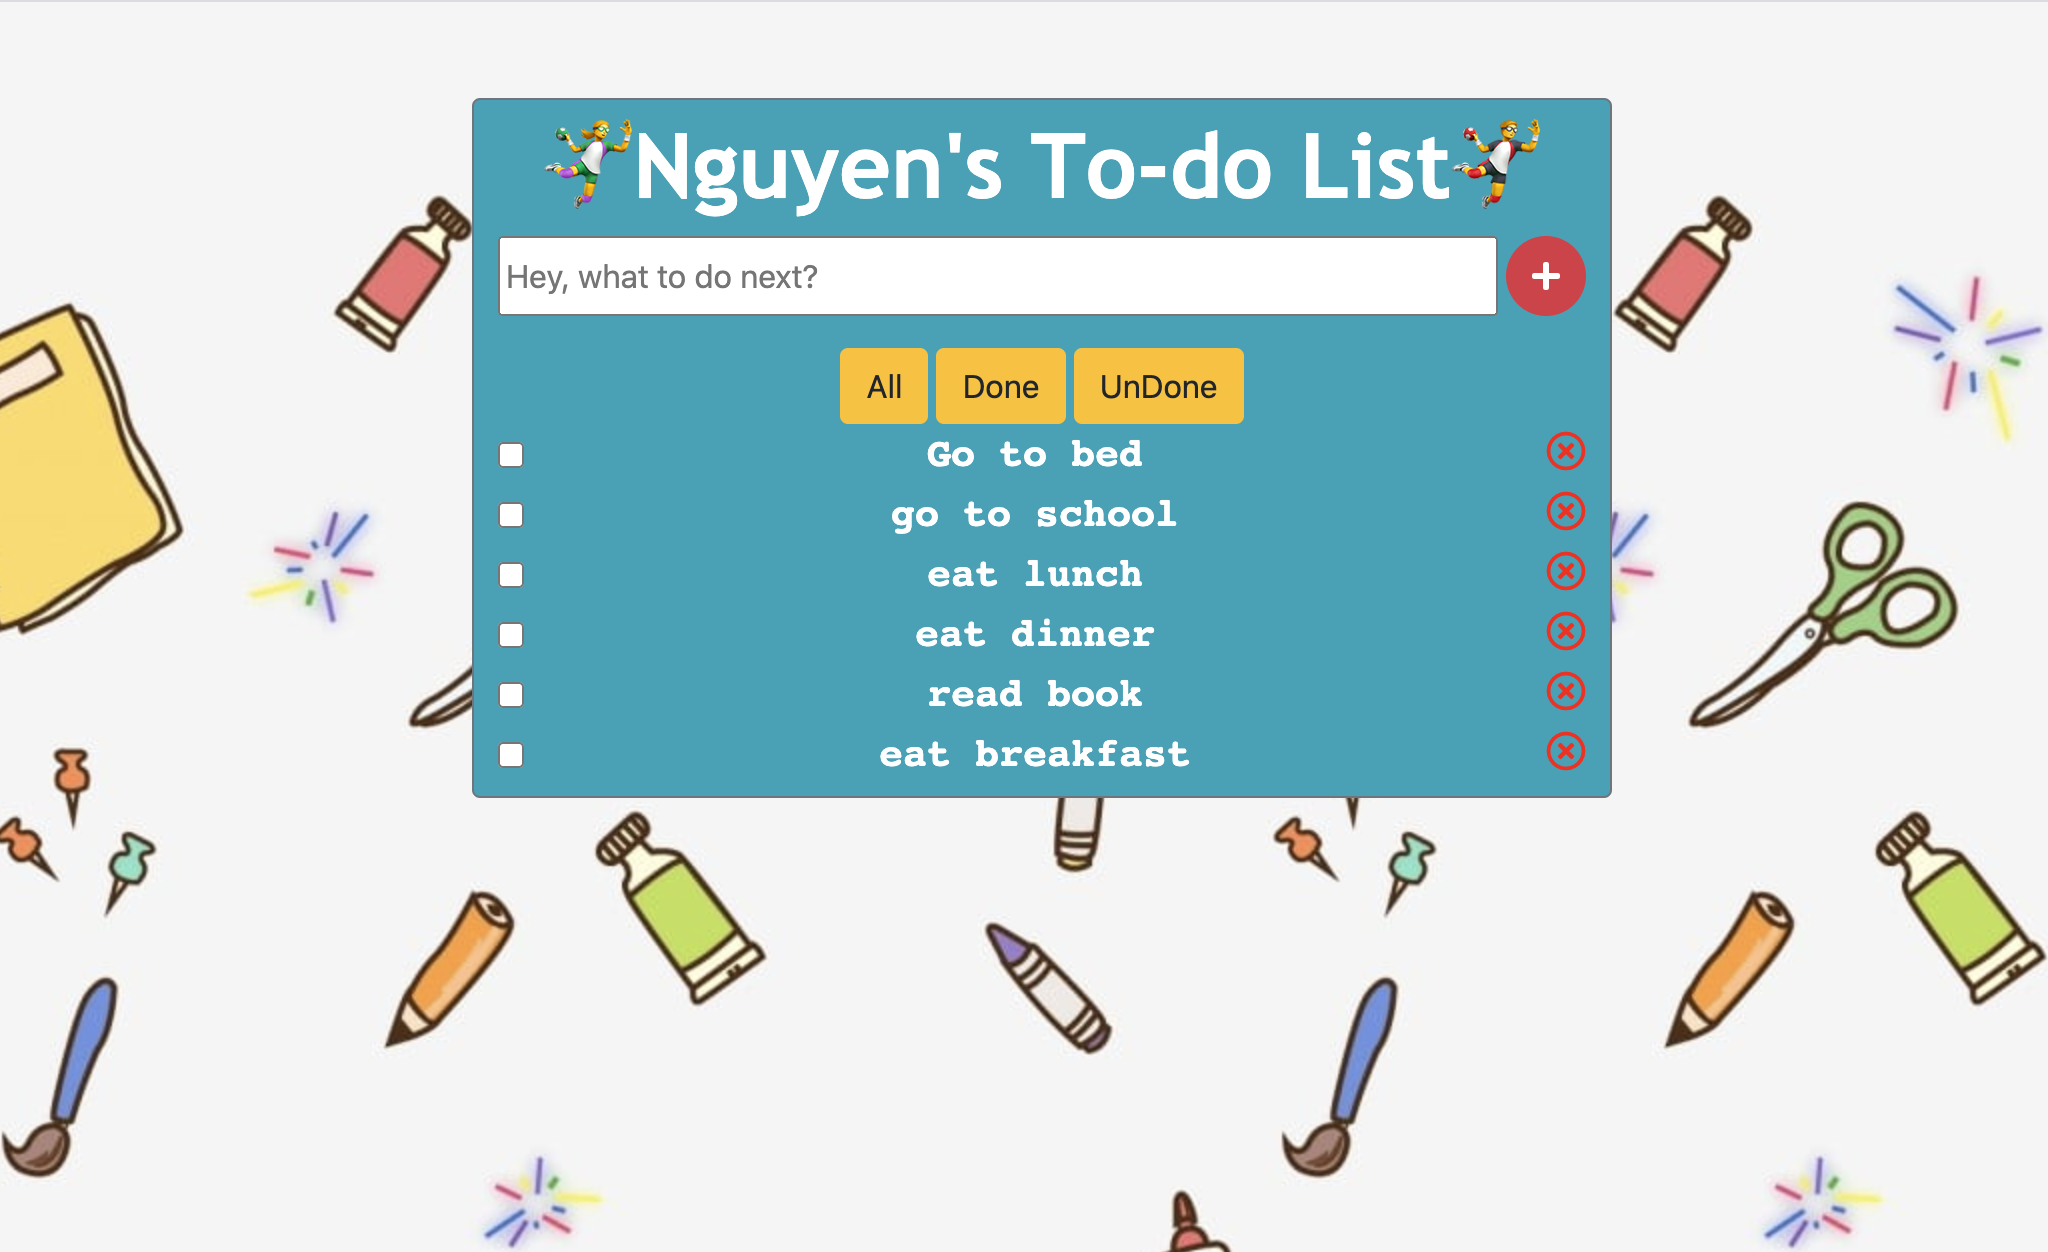 Nguyen's To-do List
Hey, what to do next?
All Done UnDone
Go to bed
go to school
eat lunch
eat dinner
read book
eat breakfast